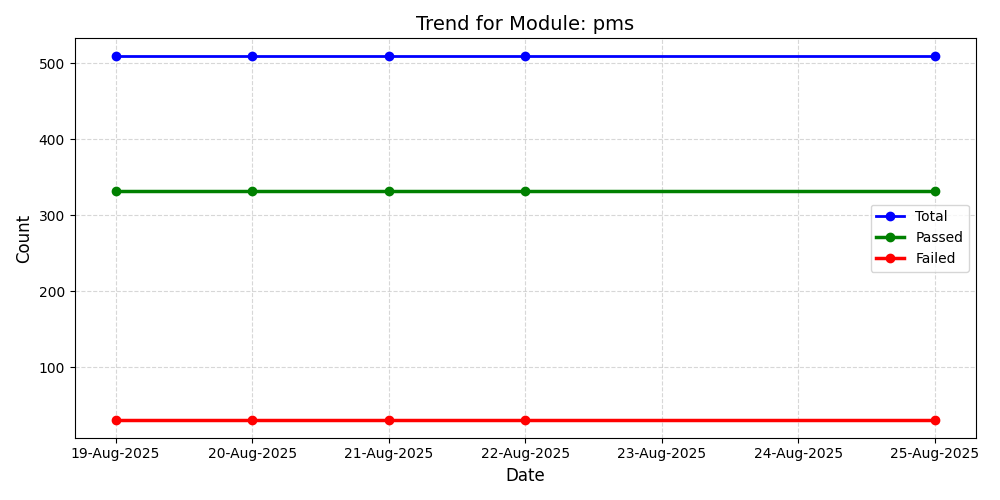 Trend for Module: pms
Count
500
400
300
200
100
Total
Passed
Failed
19-Aug-2025 20-Aug-2025 21-Aug-2025 22-Aug-2025 23-Aug-2025 24-Aug-2025 25-Aug-2025
Date